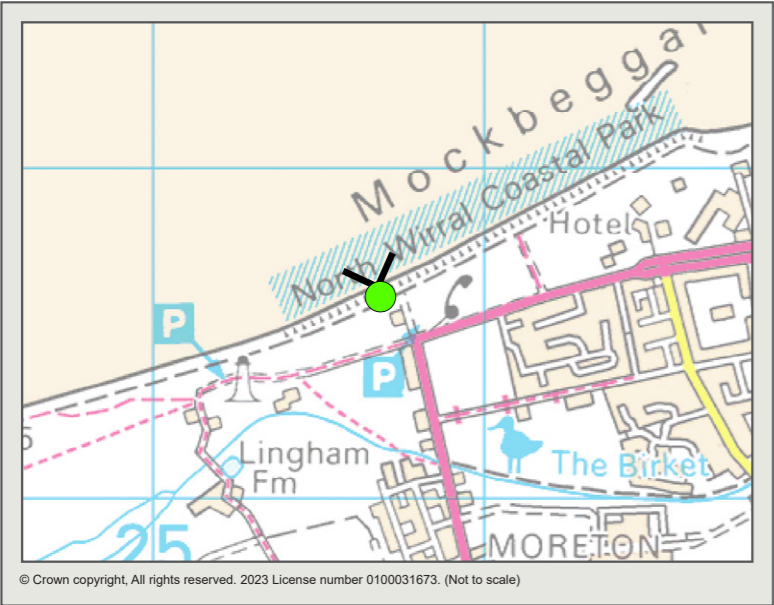 Mockbeggar
North Wirral Coastal Park
Hotel
P
P
Lingham
Fm
The Birket
25
MORETON
© Crown copyright, All rights reserved. 2023 License number 0100031673. (Not to scale)